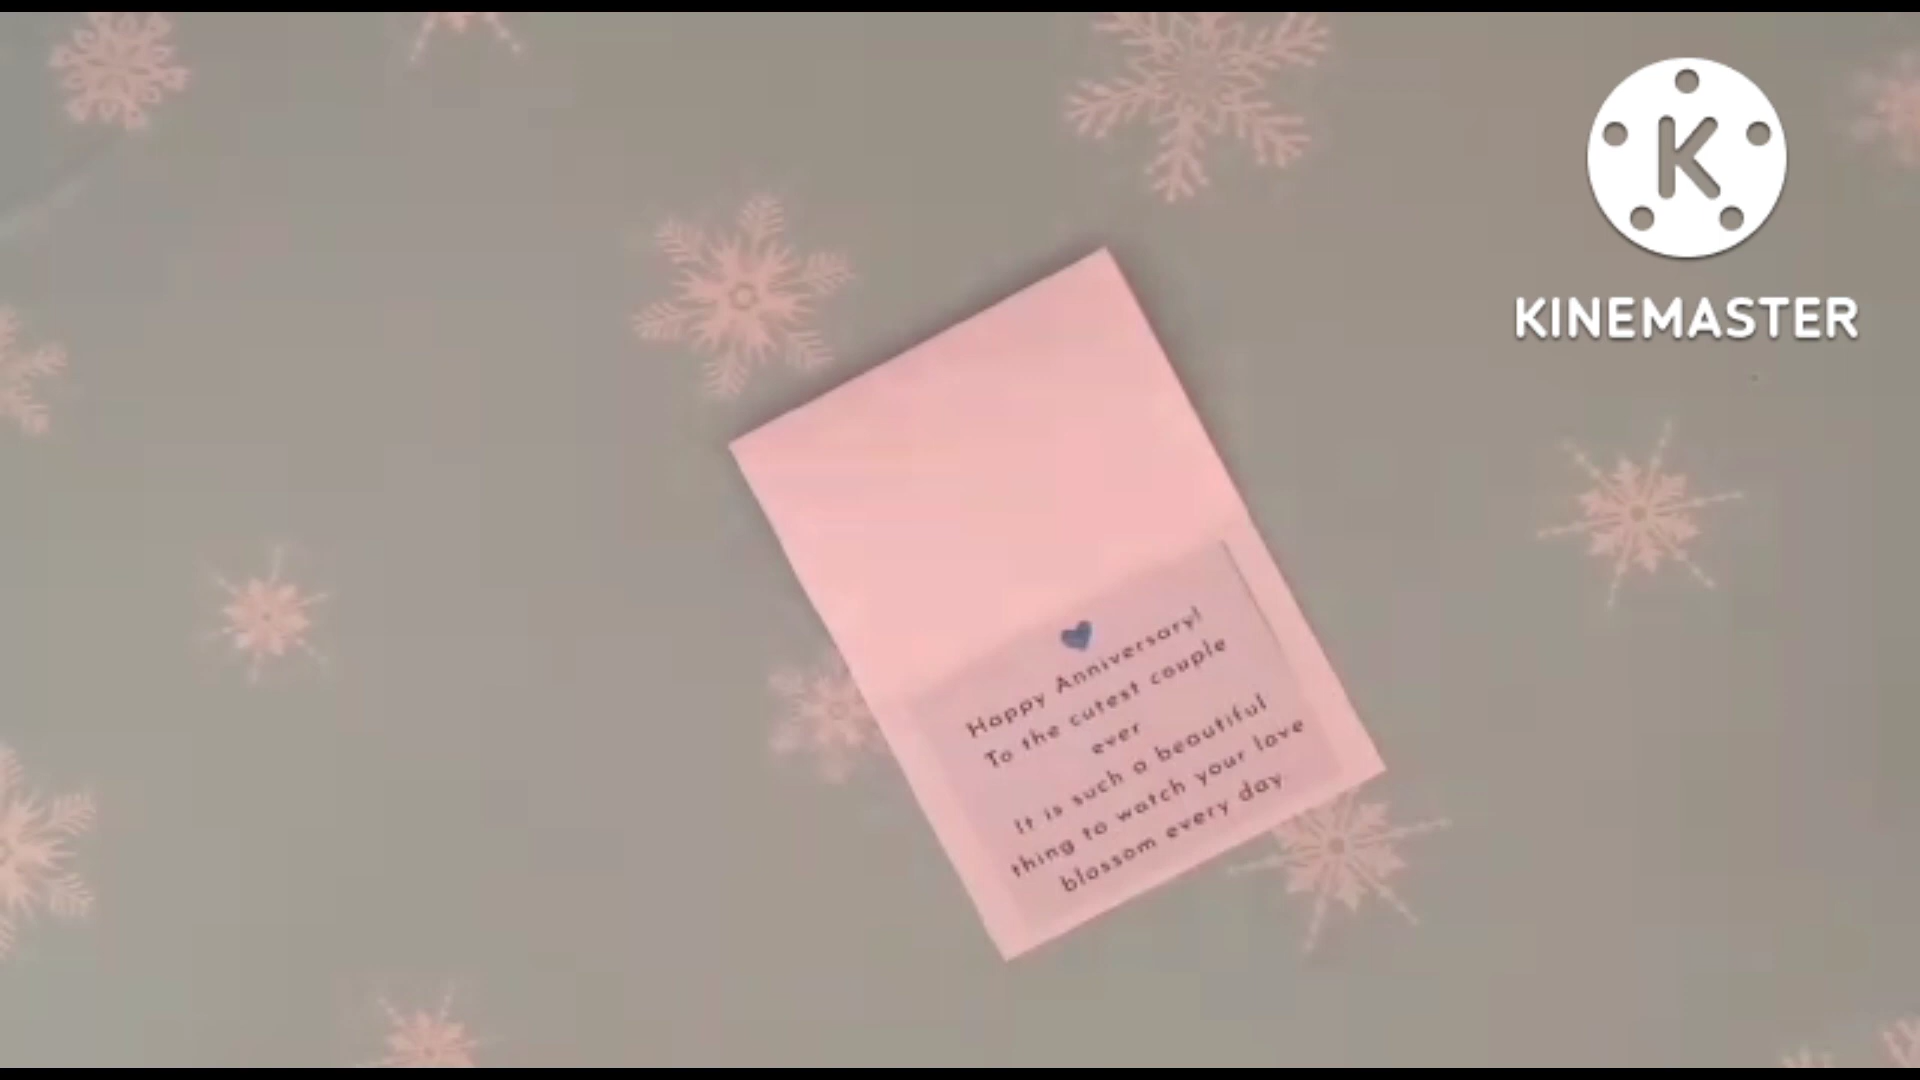 K
KINEMASTER
Happy Anniversary!
To the cutest couple
ever
It is such a beautiful
thing to watch your love
blossom every day